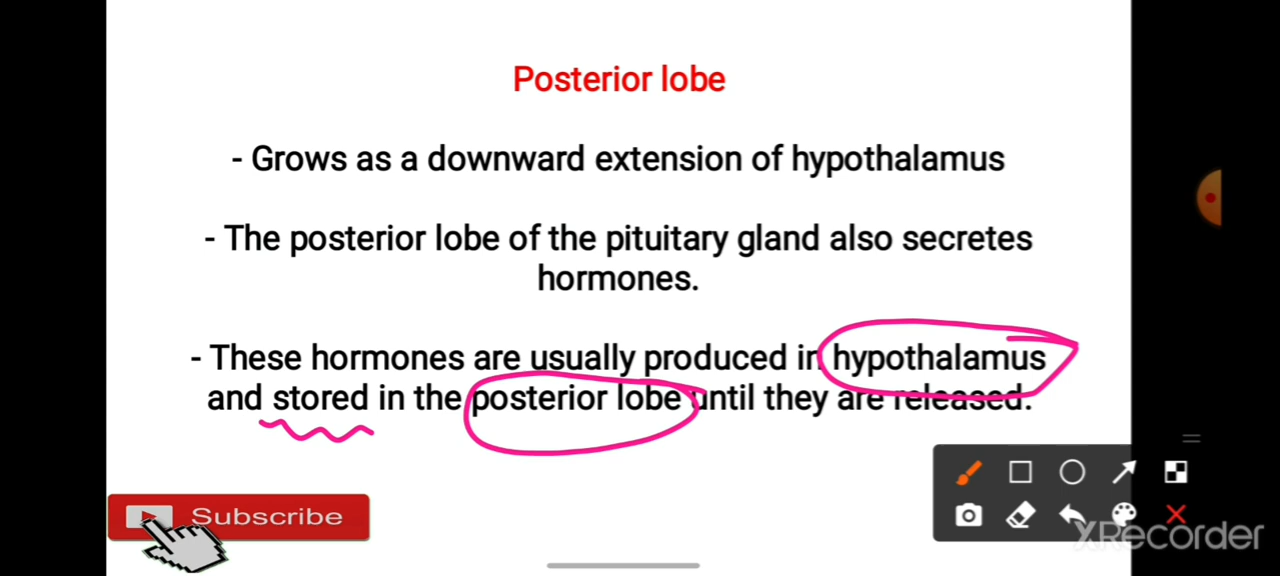 Posterior lobe
- Grows as a downward extension of hypothalamus
- The posterior lobe of the pituitary gland also secretes
hormones.
- These hormones are usually produced in hypothalamus
and stored in the posterior lobe until they are released.
Subscribe
XRecorder